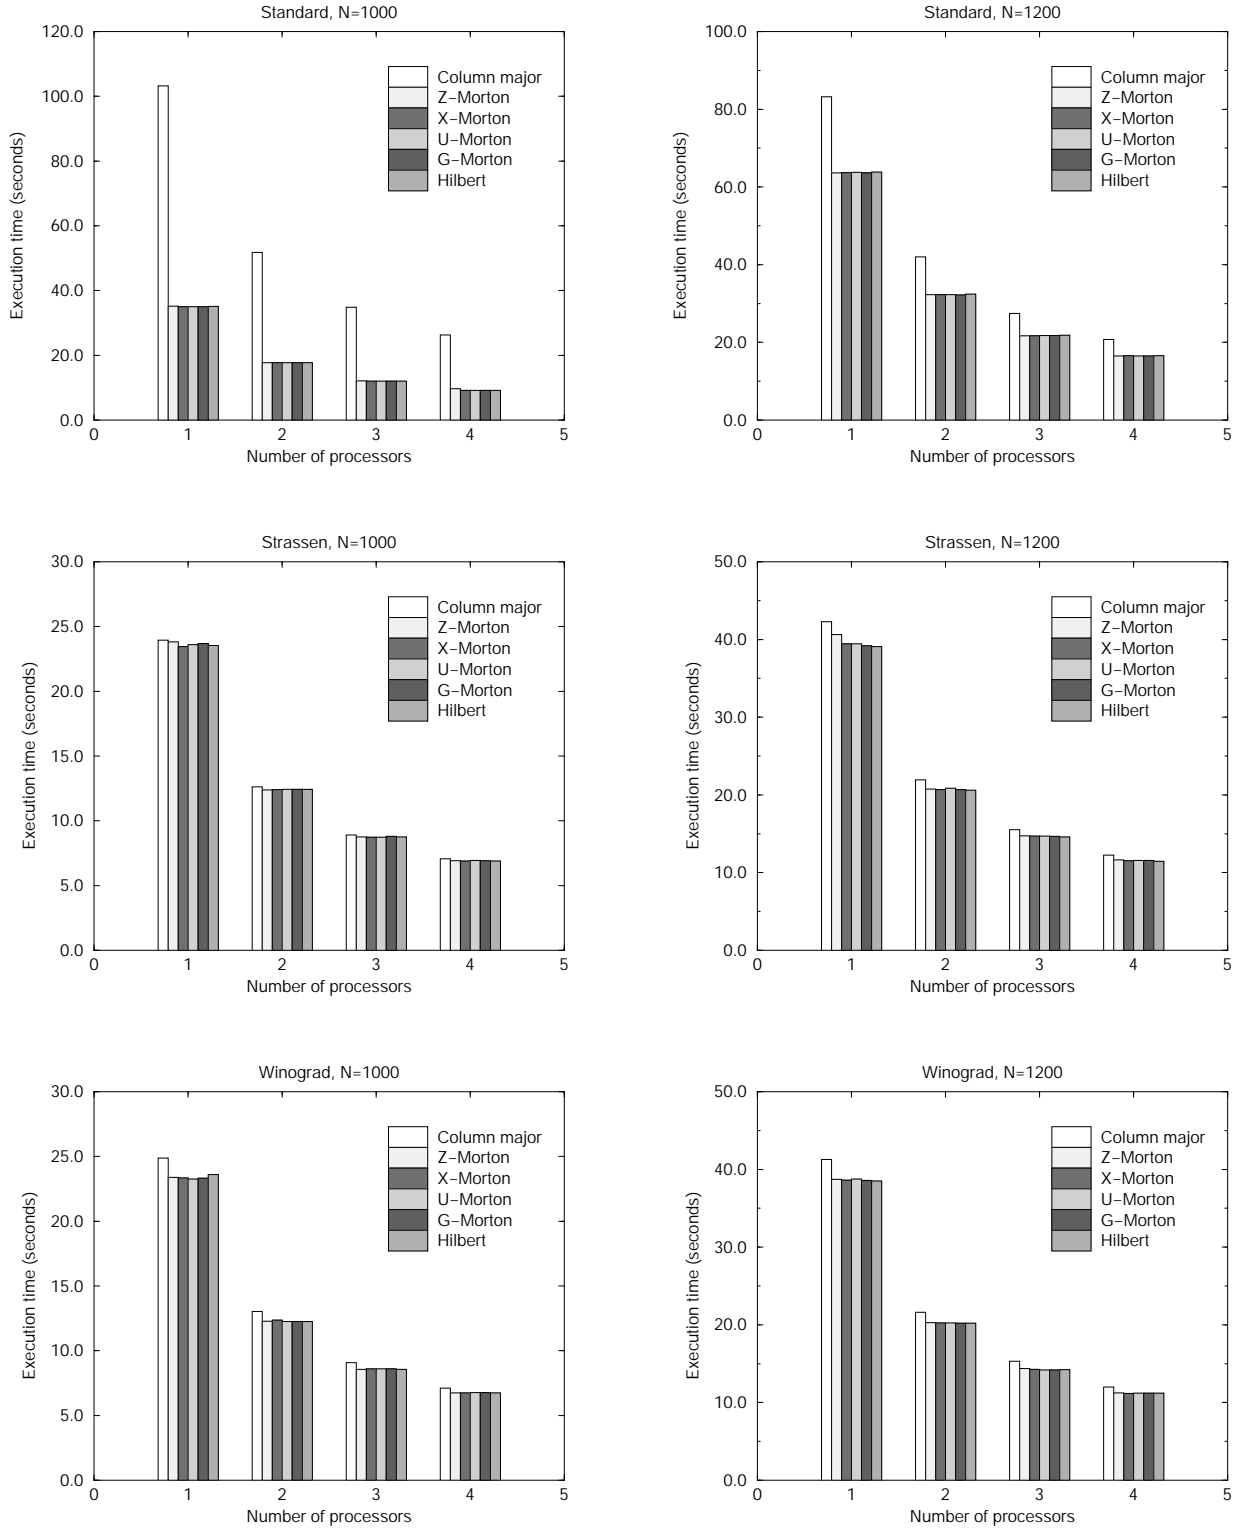 Standard, N=1000
120.0
100.0
80.0
60.0
40.0
20.0
0.0
Execution time (seconds)
Column major
Z−Morton
X−Morton
U−Morton
G−Morton
Hilbert
0 1 2 3 4 5
Number of processors
Standard, N=1200
100.0
80.0
60.0
40.0
20.0
0.0
Execution time (seconds)
Column major
Z−Morton
X−Morton
U−Morton
G−Morton
Hilbert
0 1 2 3 4 5
Number of processors
Strassen, N=1000
30.0
25.0
20.0
15.0
10.0
5.0
0.0
Execution time (seconds)
Column major
Z−Morton
X−Morton
U−Morton
G−Morton
Hilbert
0 1 2 3 4 5
Number of processors
Strassen, N=1200
50.0
40.0
30.0
20.0
10.0
0.0
Execution time (seconds)
Column major
Z−Morton
X−Morton
U−Morton
G−Morton
Hilbert
0 1 2 3 4 5
Number of processors
Winograd, N=1000
30.0
25.0
20.0
15.0
10.0
5.0
0.0
Execution time (seconds)
Column major
Z−Morton
X−Morton
U−Morton
G−Morton
Hilbert
0 1 2 3 4 5
Number of processors
Winograd, N=1200
50.0
40.0
30.0
20.0
10.0
0.0
Execution time (seconds)
Column major
Z−Morton
X−Morton
U−Morton
G−Morton
Hilbert
0 1 2 3 4 5
Number of processors